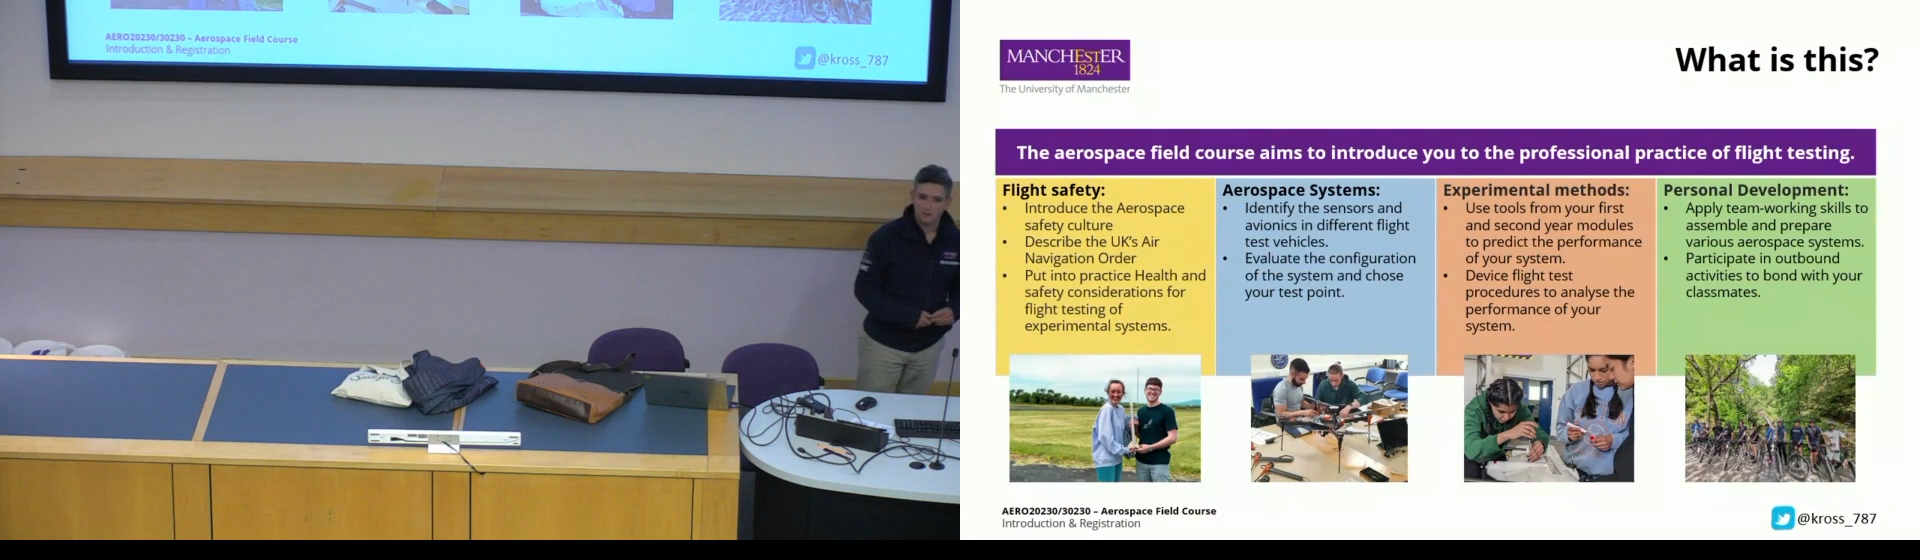 AERO20230/30230 – Aerospace Field Course
Introduction & Registration
@kross_787
MANCHESTER
1824
The University of Manchester
What is this?
The aerospace field course aims to introduce you to the professional practice of flight testing.
Flight safety:
• Introduce the Aerospace
safety culture
• Describe the UK's Air
Navigation Order
• Put into practice Health and
safety considerations for
flight testing of
experimental systems.
Aerospace Systems:
• Identify the sensors and
avionics in different flight
test vehicles.
• Evaluate the configuration
of the system and chose
your test point.
Experimental methods:
• Use tools from your first
and second year modules
to predict the performance
of your system.
• Device flight test
procedures to analyse the
performance of your
system.
Personal Development:
• Apply team-working skills to
assemble and prepare
various aerospace systems.
• Participate in outbound
activities to bond with your
classmates.
AERO20230/30230 – Aerospace Field Course
Introduction & Registration
@kross_787